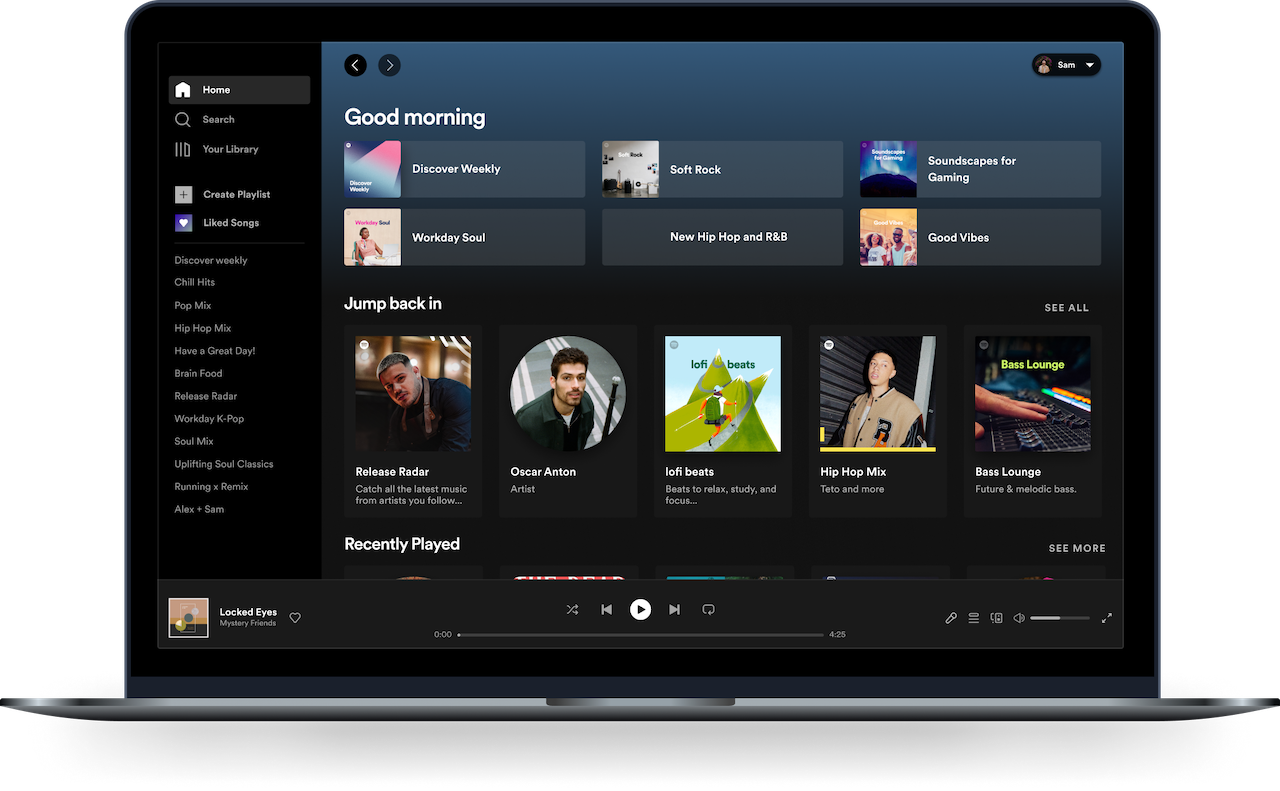 Home
Search
Your Library
Create Playlist
Liked Songs
Discover weekly
Chill Hits
Pop Mix
Hip Hop Mix
Have a Great Day!
Brain Food
Release Radar
Workday K-Pop
Soul Mix
Uplifting Soul Classics
Running x Remix
Alex + Sam
Sam
Good morning
Discover
Weekly
Discover Weekly
Soft Rock
Soft Rock
Soundscapes
for Gaming
Soundscapes for
Gaming
Workday Soul
Workday Soul
New Hip Hop and R&B
Good Vibes
Good Vibes
Jump back in
SEE ALL
Release Radar
Catch all the latest music
from artists you follow...
Oscar Anton
Artist
lofi beats
lofi beats
Beats to relax, study, and
focus...
Hip Hop Mix
Teto and more
Bass Lounge
Bass Lounge
Future & melodic bass.
Recently Played
SEE MORE
Locked Eyes
Mystery Friends
0:00
4:25